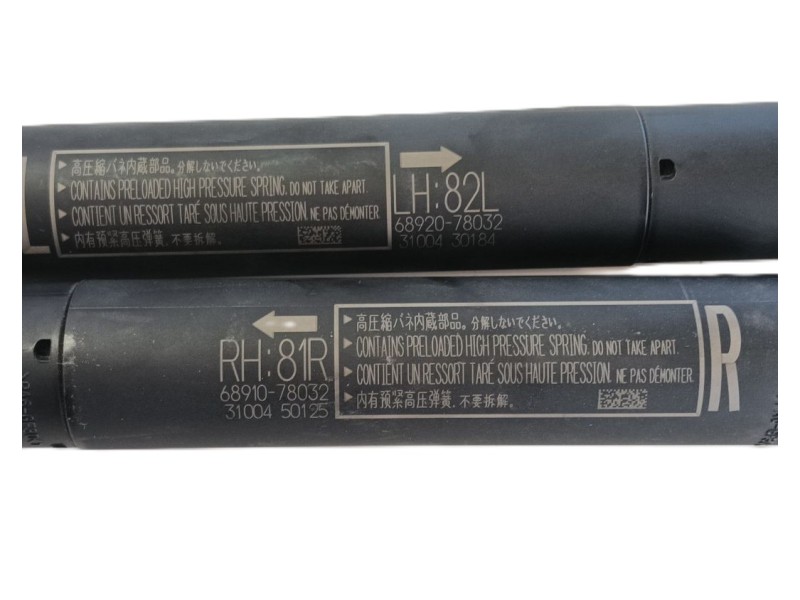 L
▶ 高圧縮バネ内蔵部品。分解しないでください。
▶ CONTAINS PRELOADED HIGH PRESSURE SPRING. DO NOT TAKE APART.
▶ CONTIENT UN RESSORT TARÉ SOUS HAUTE PRESSION. NE PAS DÉMONTER.
▶ 内有预紧高压弹簧，不要拆解。
LH:82L
68920-78032
31004 30184
RH:81R
68910-78032
31004 50125
▶ 高圧縮バネ内蔵部品。分解しないでください。
▶ CONTAINS PRELOADED HIGH PRESSURE SPRING. DO NOT TAKE APART.
▶ CONTIENT UN RESSORT TARÉ SOUS HAUTE PRESSION. NE PAS DÉMONTER.
▶ 内有预紧高压弹簧，不要拆解。
R